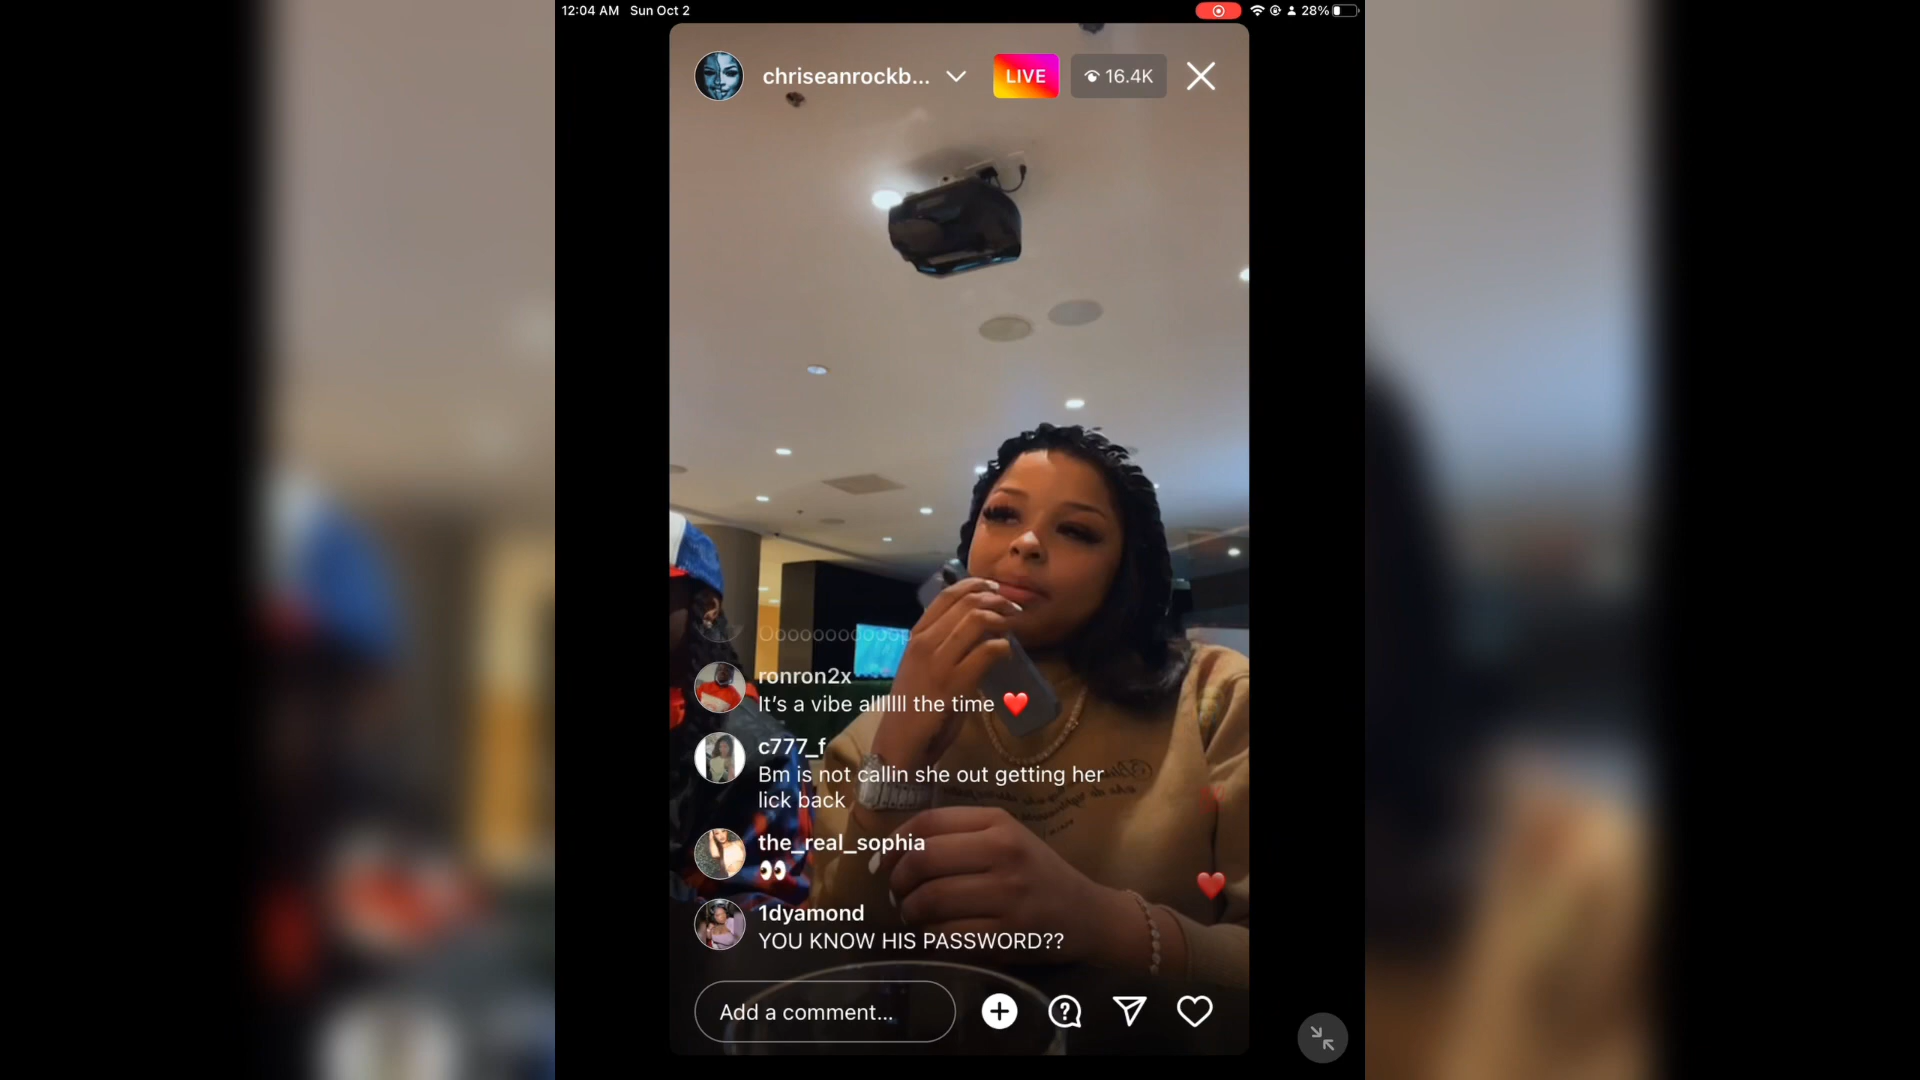 12:04 AM Sun Oct 2
28%
chriseanrockb...
LIVE
16.4K
ronron2x
It's a vibe alllllll the time ❤️
c777_f
Bm is not callin she out getting her
lick back
the_real_sophia
👀
1dyamond
YOU KNOW HIS PASSWORD??
Add a comment...